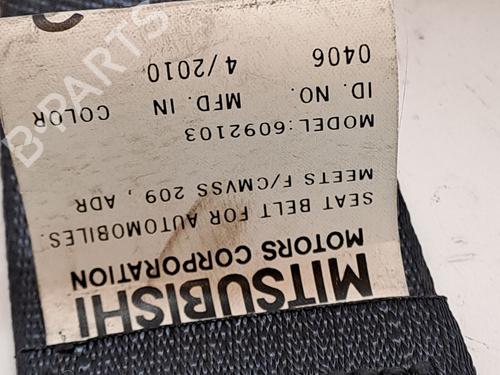 MITSUBISHI
MOTORS CORPORATION
SEAT BELT FOR AUTOMOBILES.
MEETS F/CMVSS 209 , ADR
MODEL:6092103
ID. NO. MFD. IN COLOR
0406 4/2010
C
B-PARTS